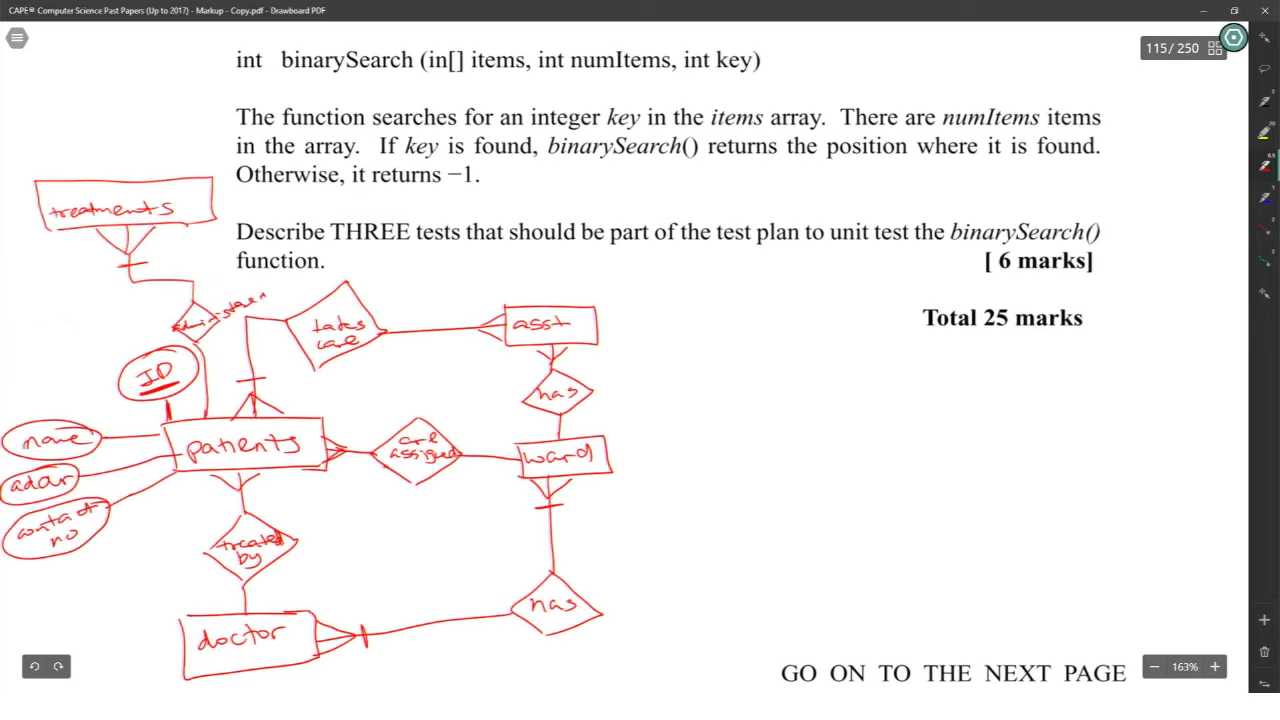 CAPE® Computer Science Past Papers (Up to 2017) - Markup - Copy.pdf - Drawboard PDF
115 / 250
int binarySearch (in[] items, int numItems, int key)
The function searches for an integer key in the items array. There are numItems items
in the array. If key is found, binarySearch() returns the position where it is found.
Otherwise, it returns −1.
Describe THREE tests that should be part of the test plan to unit test the binarySearch()
function.
[ 6 marks]
Total 25 marks
treatments
takes
care
asst
ID
has
name
patients
are
assigned
ward
addr
contact
no
treated
by
has
doctor
GO ON TO THE NEXT PAGE
163%